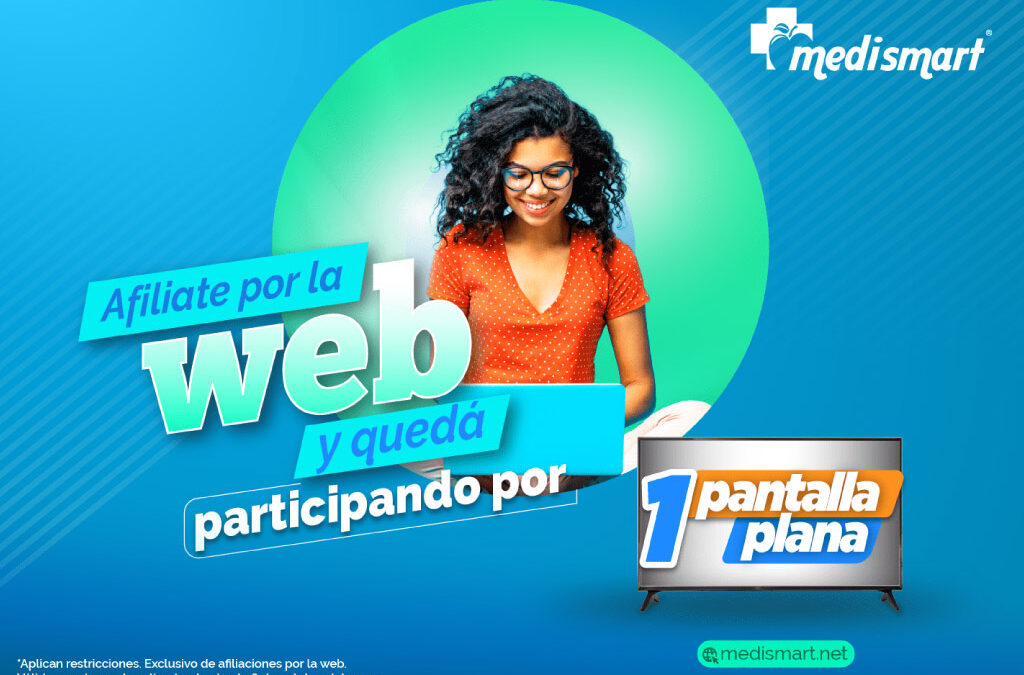 medismart®
Afiliate por la
web
y quedá
participando por
1 pantalla
plana
medismart.net
*Aplican restricciones. Exclusivo de afiliaciones por la web.